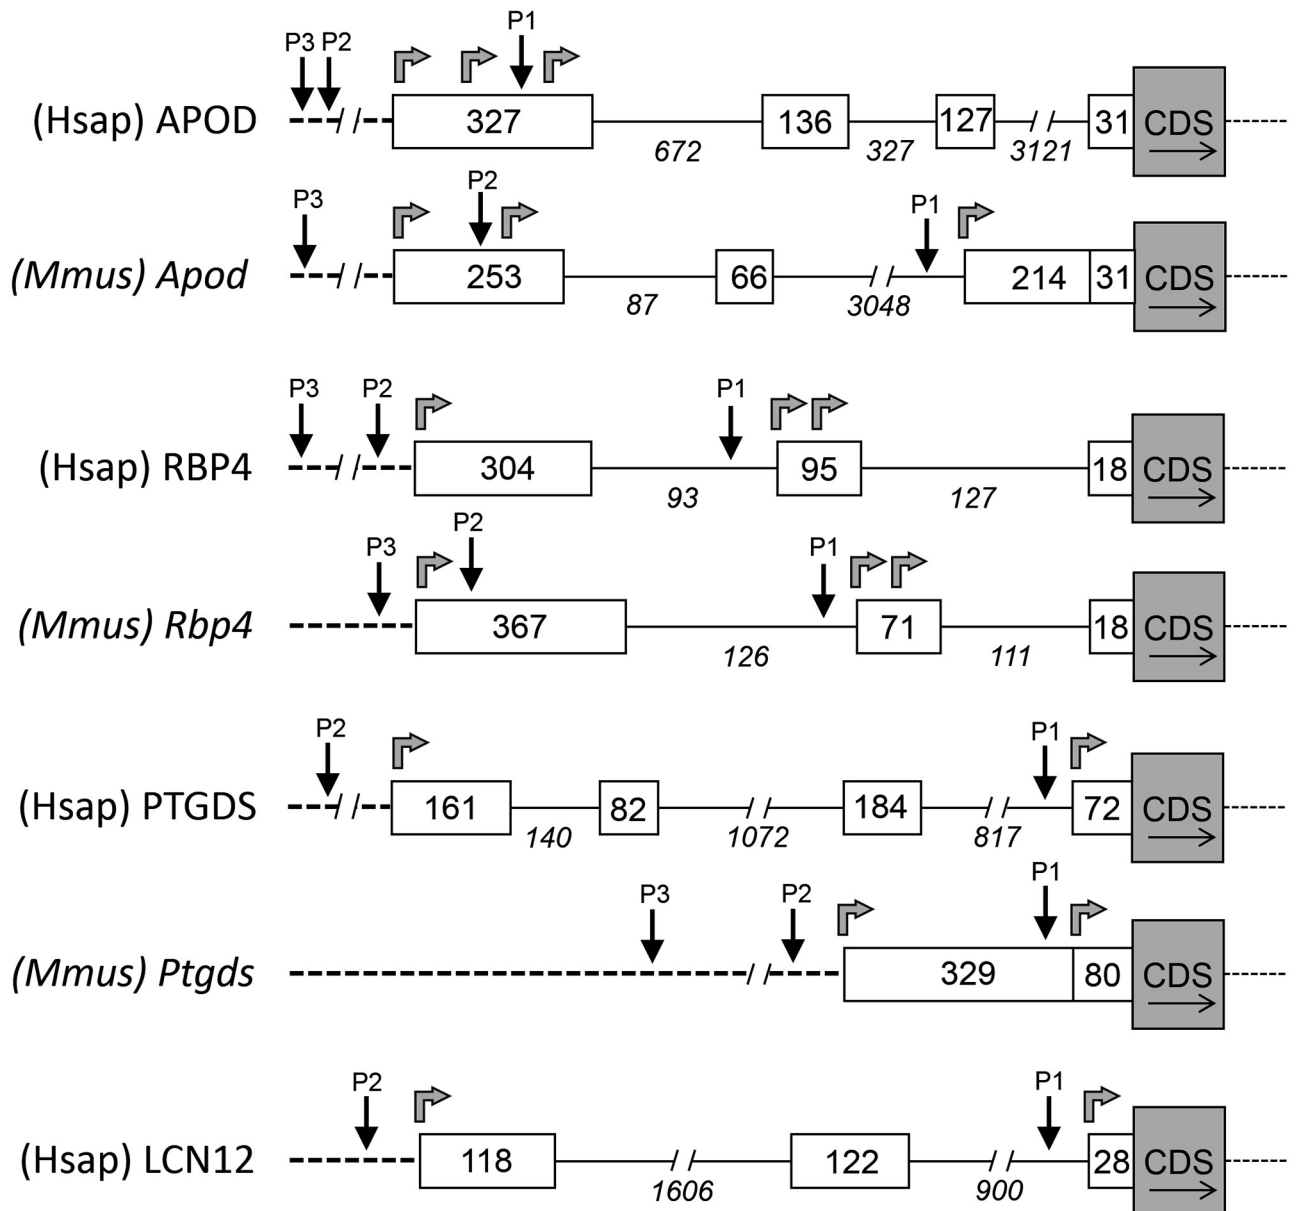 P3 P2 P1
(Hsap) APOD 327 136 127 31 CDS
672 327 3121
P3 P2 P1
(Mmus) Apod 253 66 214 31 CDS
87 3048
P3 P2 P1
(Hsap) RBP4 304 95 18 CDS
93 127
P3 P2 P1
(Mmus) Rbp4 367 71 18 CDS
126 111
P2 P1
(Hsap) PTGDS 161 82 184 72 CDS
140 1072 817
P3 P2 P1
(Mmus) Ptgds 329 80 CDS
P2 P1
(Hsap) LCN12 118 122 28 CDS
1606 900